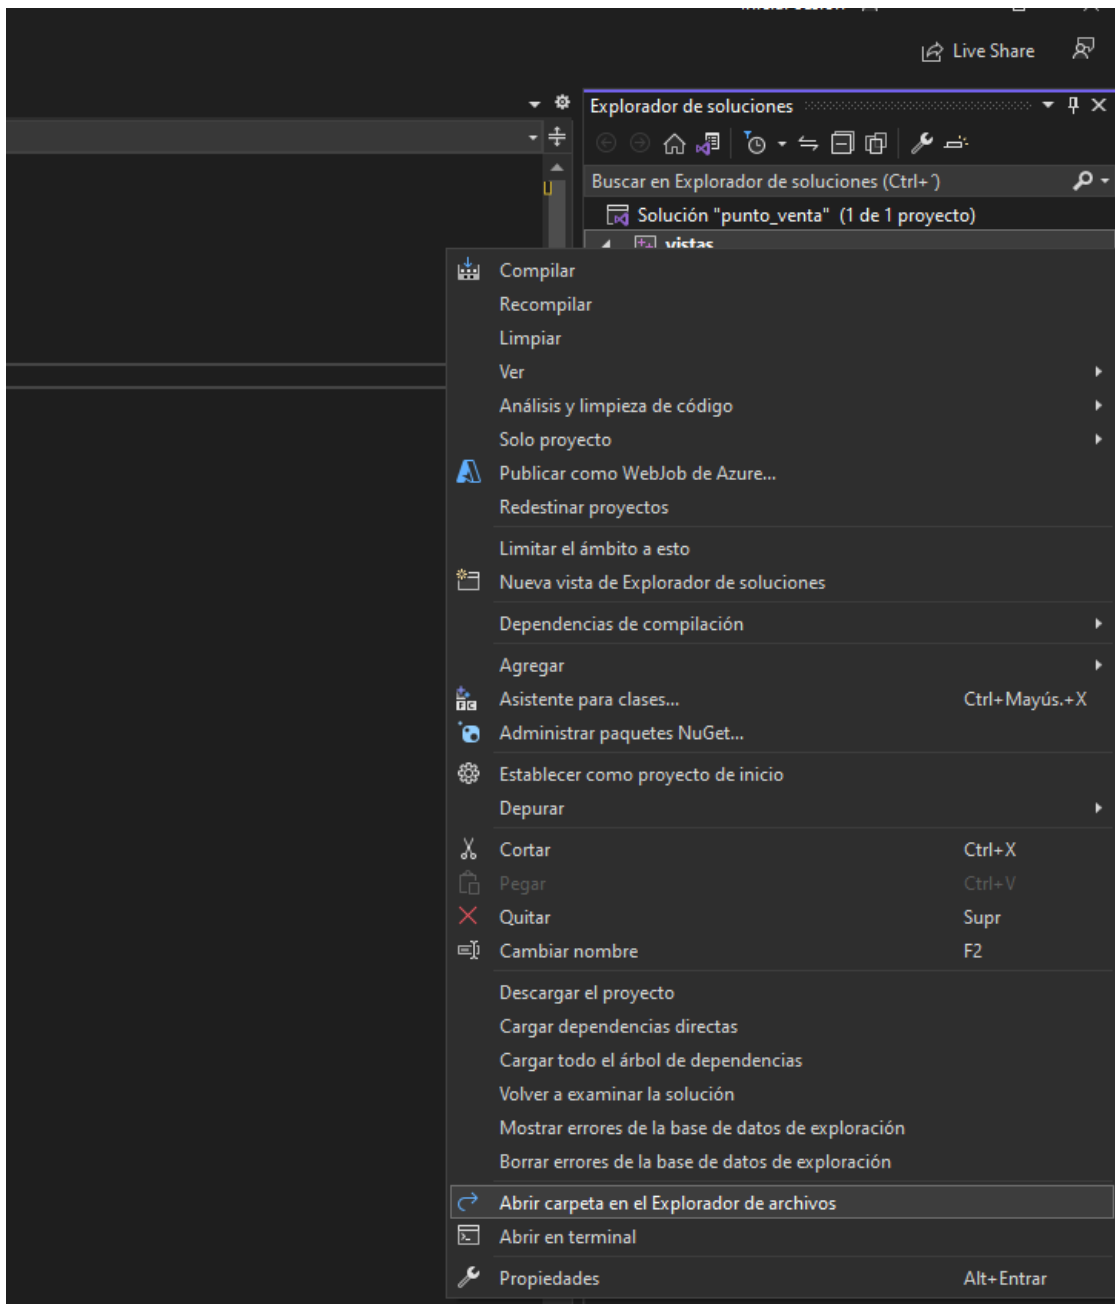 Live Share
Explorador de soluciones
Buscar en Explorador de soluciones (Ctrl+´)
Solución "punto_venta" (1 de 1 proyecto)
vistas
Compilar
Recompilar
Limpiar
Ver
Análisis y limpieza de código
Solo proyecto
Publicar como WebJob de Azure...
Redestinar proyectos
Limitar el ámbito a esto
Nueva vista de Explorador de soluciones
Dependencias de compilación
Agregar
Asistente para clases... Ctrl+Mayús.+X
Administrar paquetes NuGet...
Establecer como proyecto de inicio
Depurar
Cortar Ctrl+X
Pegar Ctrl+V
Quitar Supr
Cambiar nombre F2
Descargar el proyecto
Cargar dependencias directas
Cargar todo el árbol de dependencias
Volver a examinar la solución
Mostrar errores de la base de datos de exploración
Borrar errores de la base de datos de exploración
Abrir carpeta en el Explorador de archivos
Abrir en terminal
Propiedades Alt+Entrar